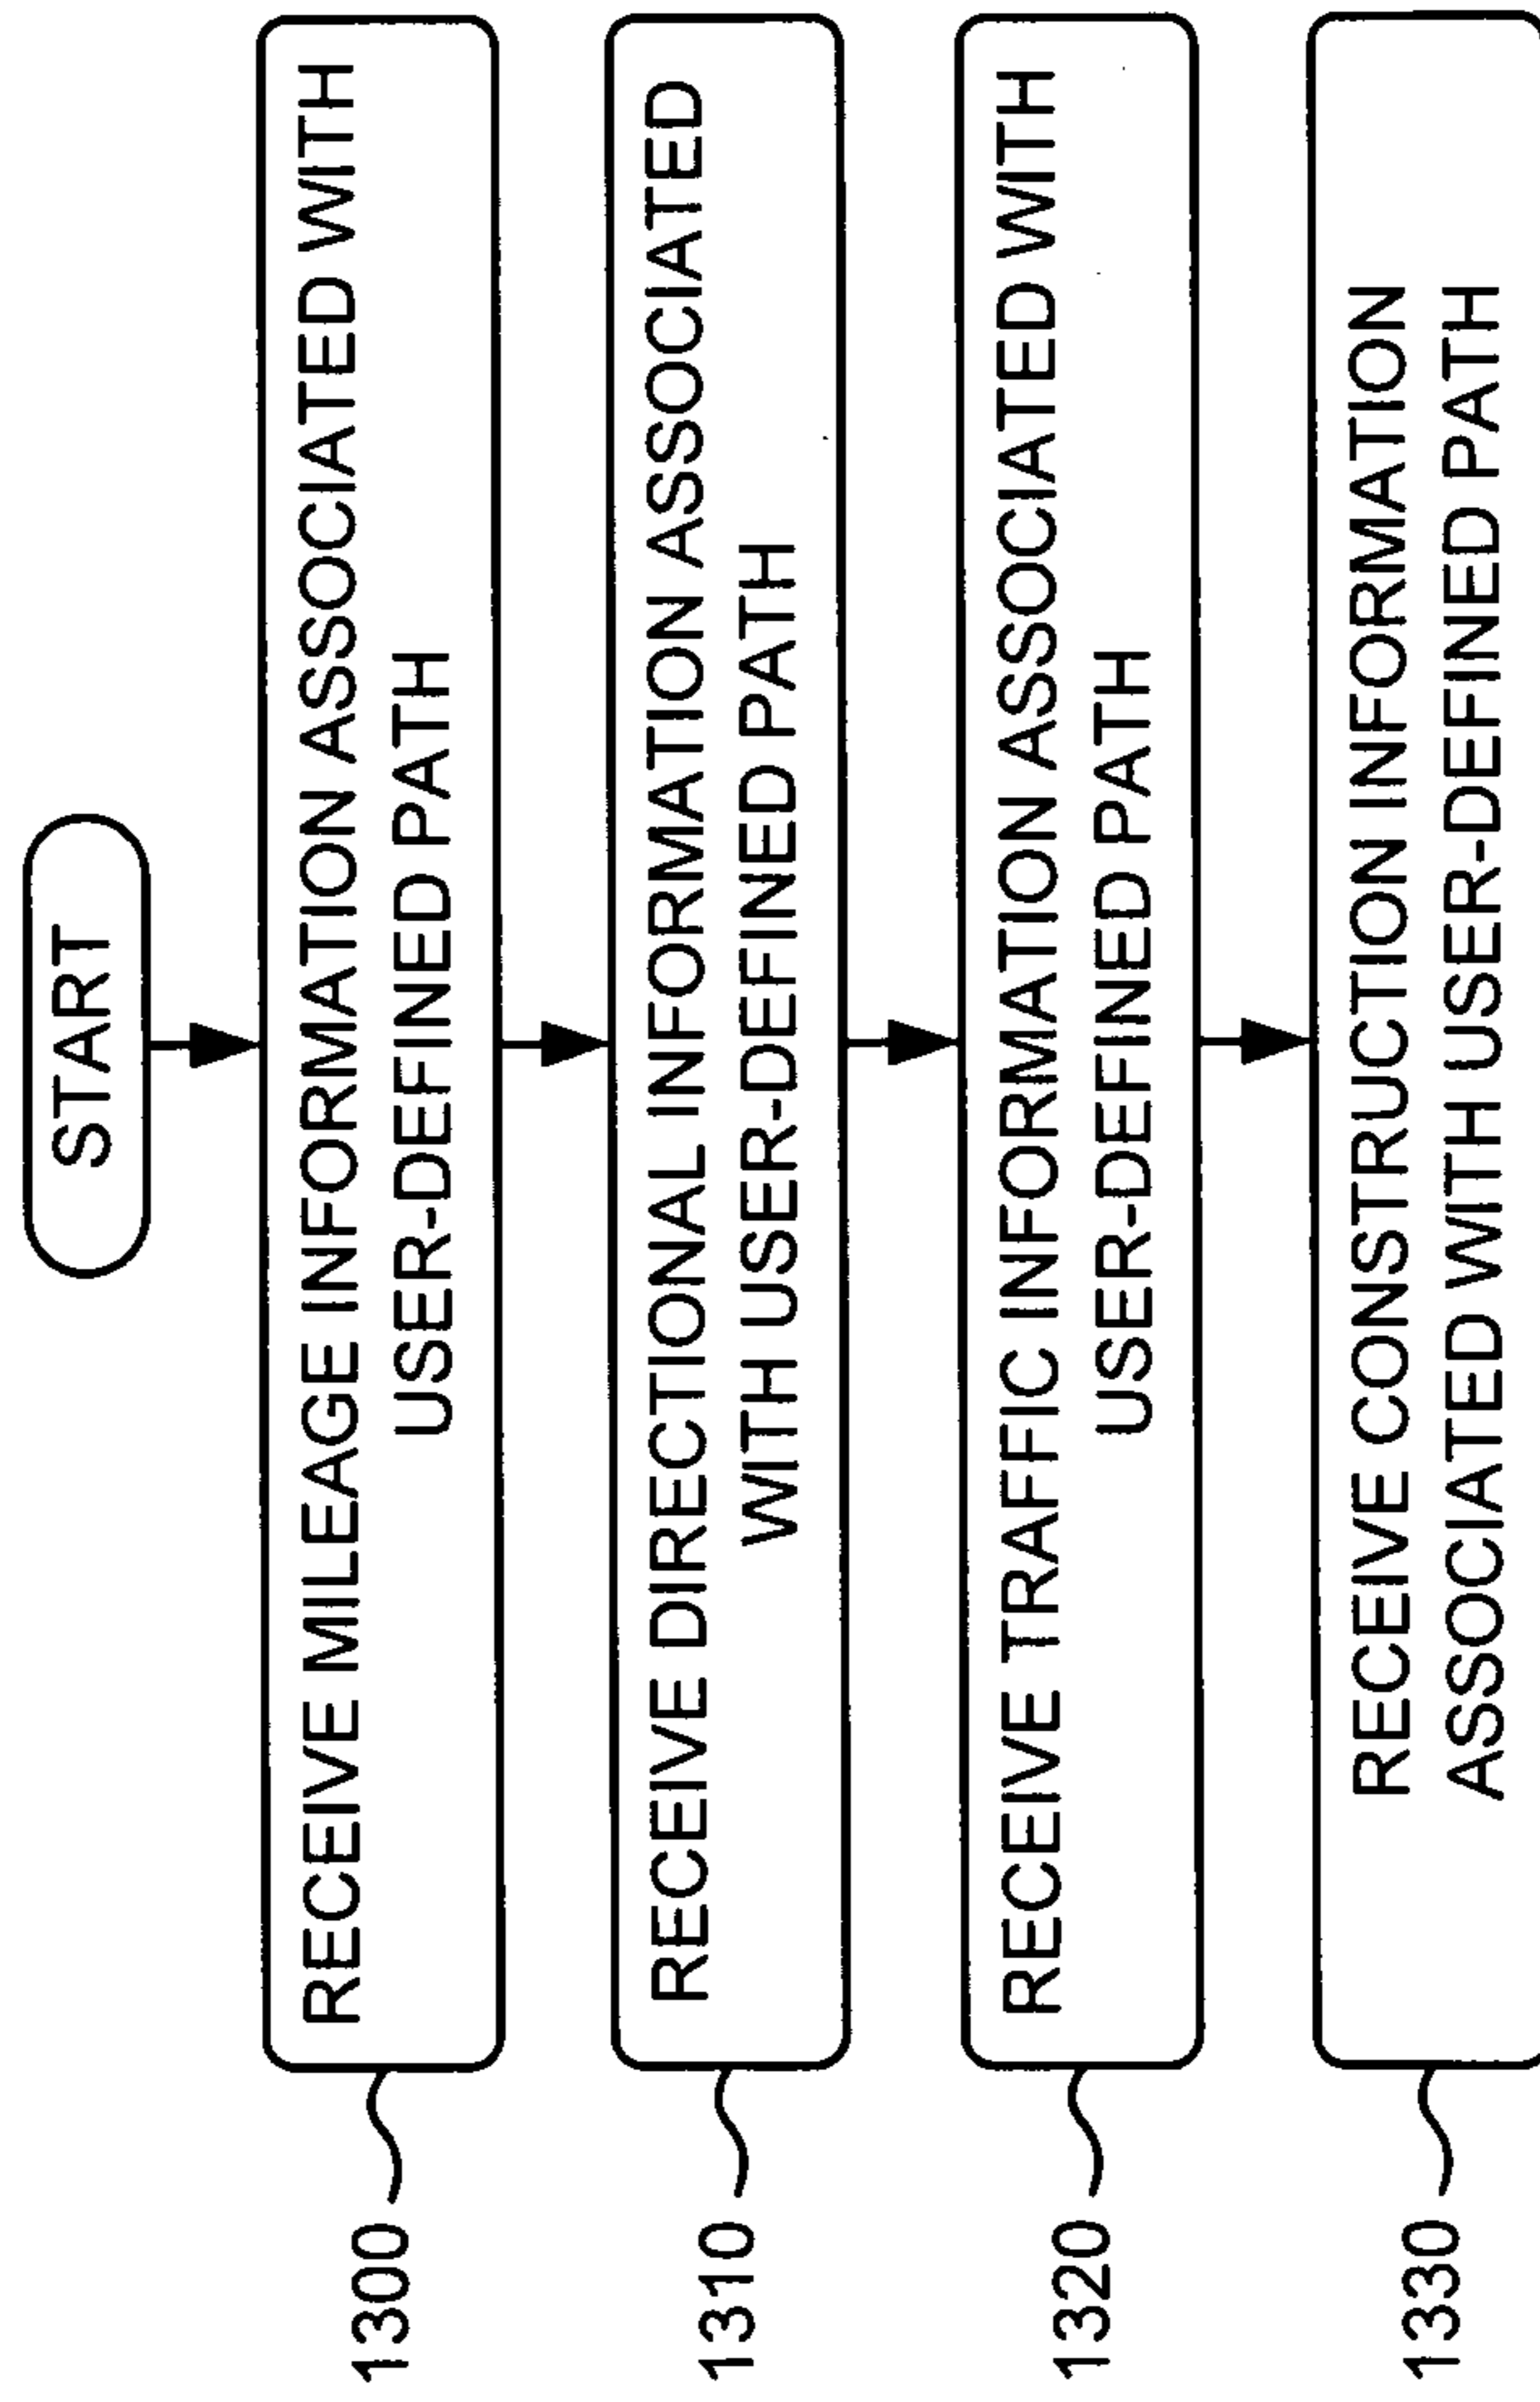 START
1300
RECEIVE MILEAGE INFORMATION ASSOCIATED WITH
USER-DEFINED PATH
1310
RECEIVE DIRECTIONAL INFORMATION ASSOCIATED
WITH USER-DEFINED PATH
1320
RECEIVE TRAFFIC INFORMATION ASSOCIATED WITH
USER-DEFINED PATH
1330
RECEIVE CONSTRUCTION INFORMATION
ASSOCIATED WITH USER-DEFINED PATH